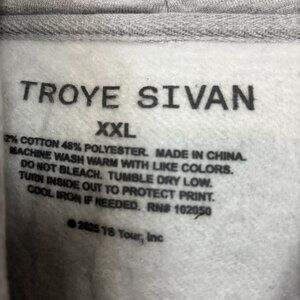 TROYE SIVAN
XXL
2% COTTON 48% POLYESTER. MADE IN CHINA.
MACHINE WASH WARM WITH LIKE COLORS.
DO NOT BLEACH. TUMBLE DRY LOW.
TURN INSIDE OUT TO PROTECT PRINT.
COOL IRON IF NEEDED. RN# 102050
© 2025 TS Tour, Inc